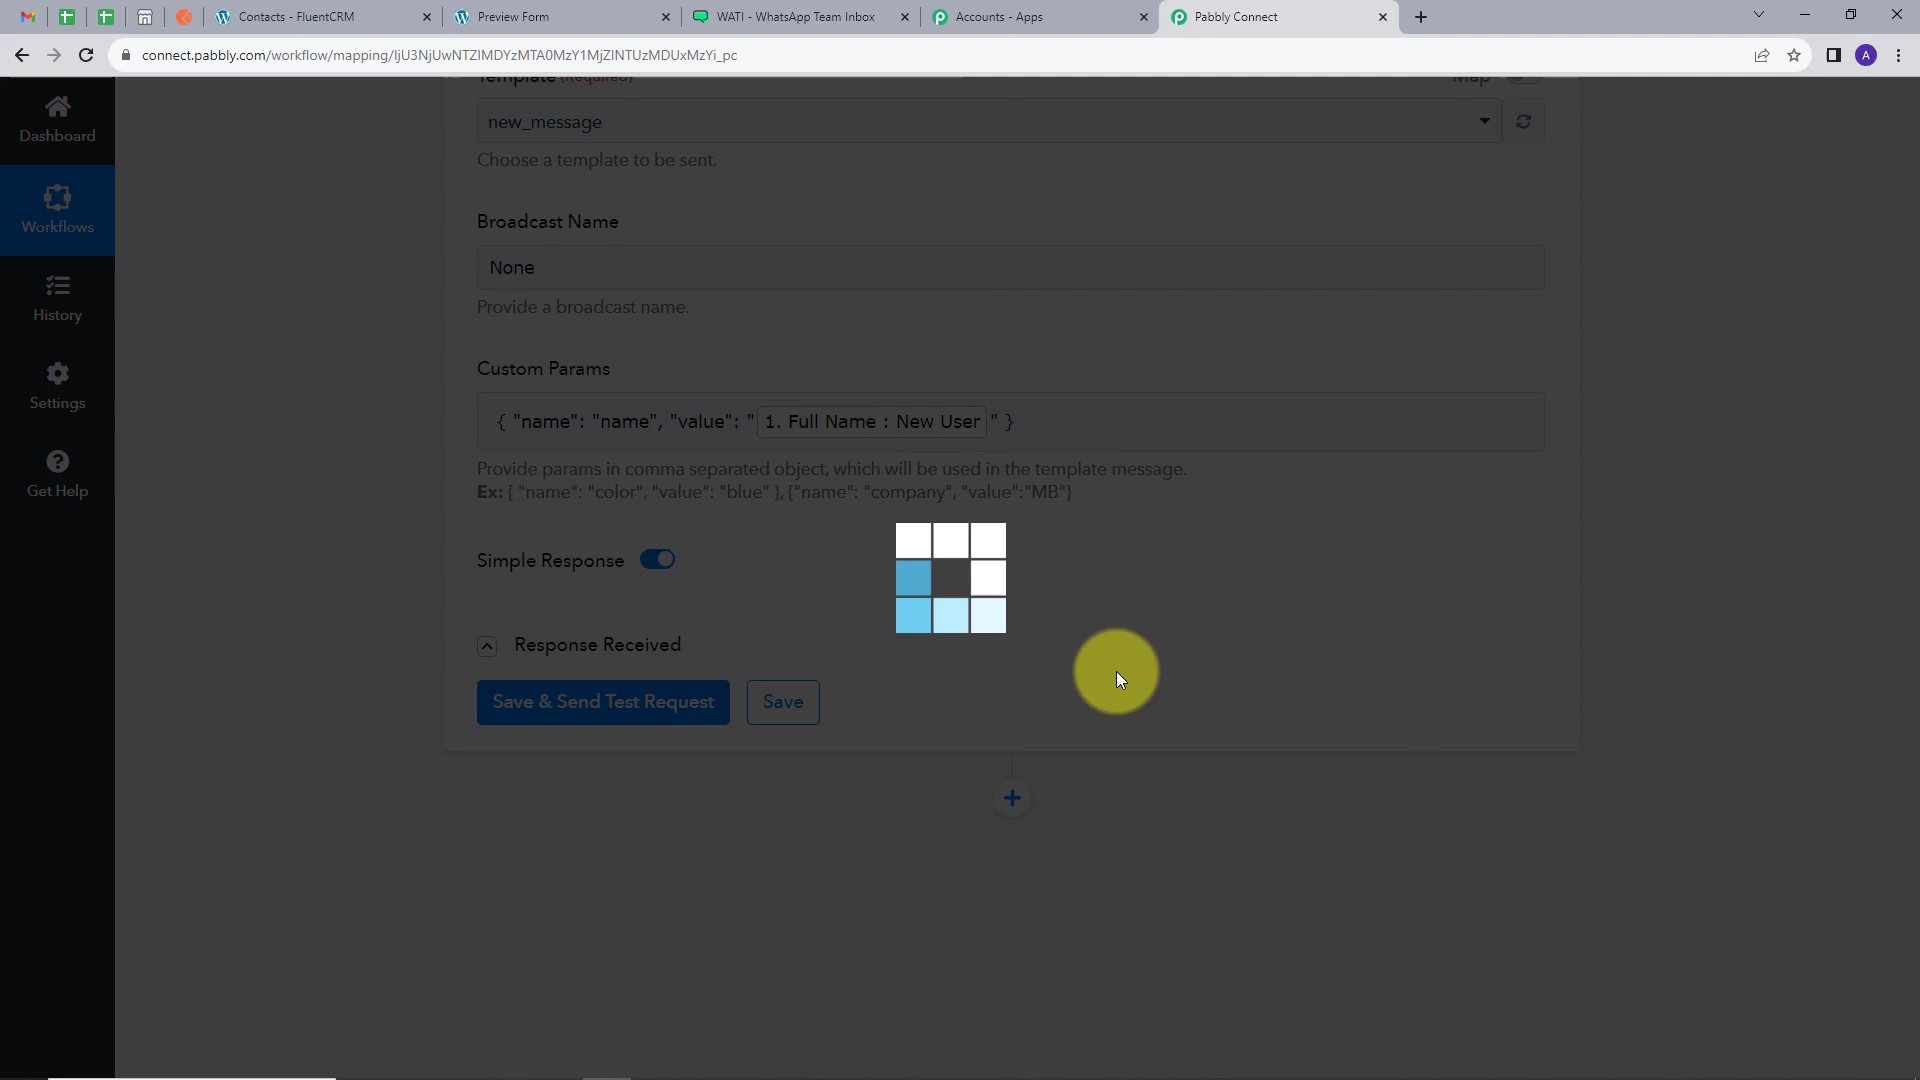 Contacts - FluentCRM
Preview Form
WATI - WhatsApp Team Inbox
Accounts - Apps
Pabbly Connect
connect.pabbly.com/workflow/mapping/IjU3NjUwNTZlMDYzMTA0MzY1MjZlNTUzMDUxMzYi_pc
A
Template (Required)
Map
Dashboard
new_message
Choose a template to be sent.
Workflows
Broadcast Name
None
Provide a broadcast name.
History
Custom Params
Settings
{ "name": "name", "value": " 1. Full Name : New User " }
Provide params in comma separated object, which will be used in the template message.
Ex: { "name": "color", "value": "blue" },{"name": "company", "value":"MB"}
Get Help
Simple Response
Response Received
Save & Send Test Request
Save